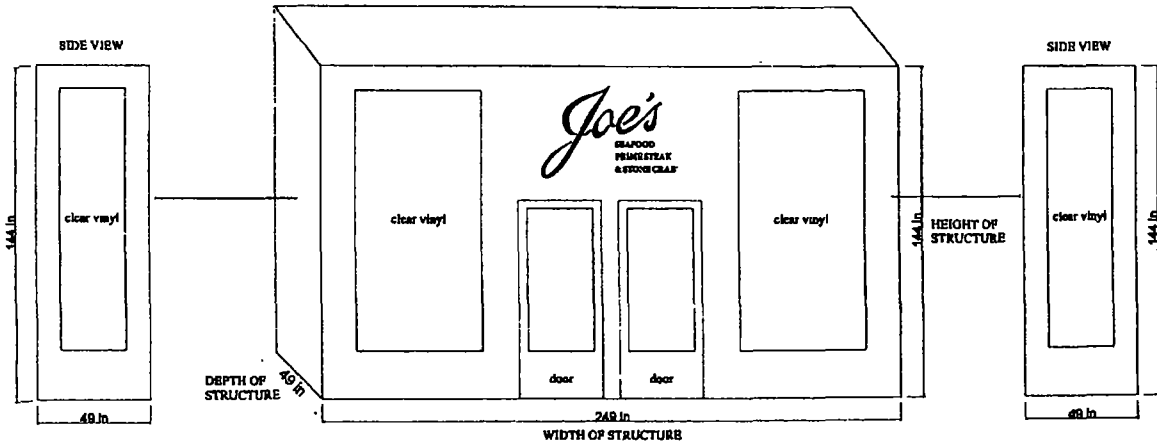 SIDE VIEW
SIDE VIEW
Joe's
SEAFOOD
PRIME STEAK
& STONE CRAB
clear vinyl
clear vinyl
clear vinyl
clear vinyl
144 in
144 in
HEIGHT OF
STRUCTURE
144 in
door
door
DEPTH OF
STRUCTURE
49 in
49 in
249 in
49 in
WIDTH OF STRUCTURE